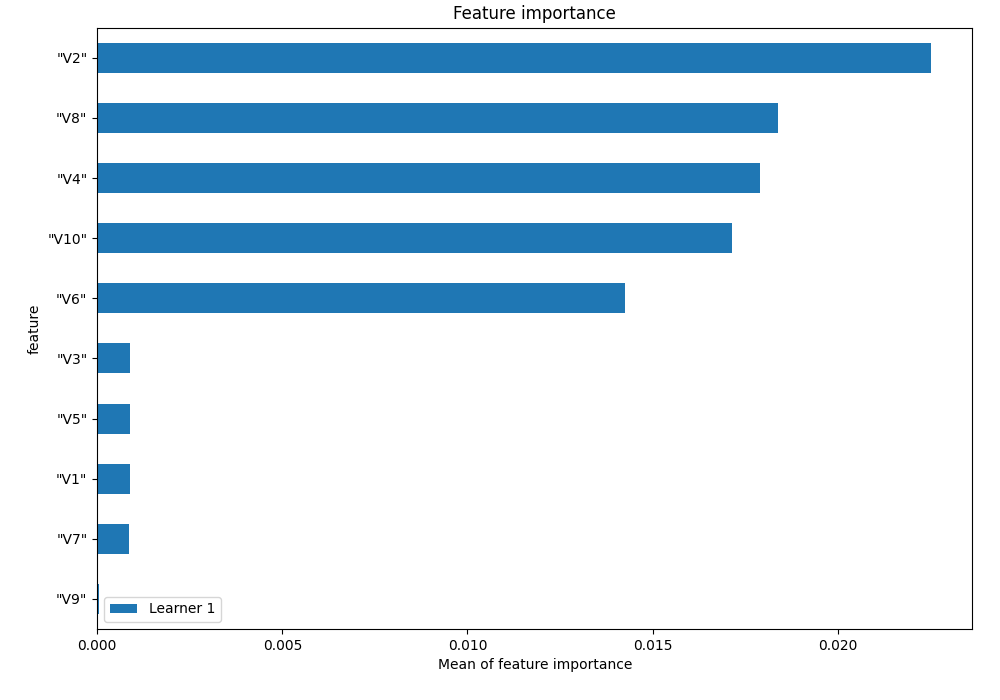 Feature importance
"V2"
"V8"
"V4"
"V10"
"V6"
"V3"
"V5"
"V1"
"V7"
"V9"
feature
Learner 1
0.000 0.005 0.010 0.015 0.020
Mean of feature importance